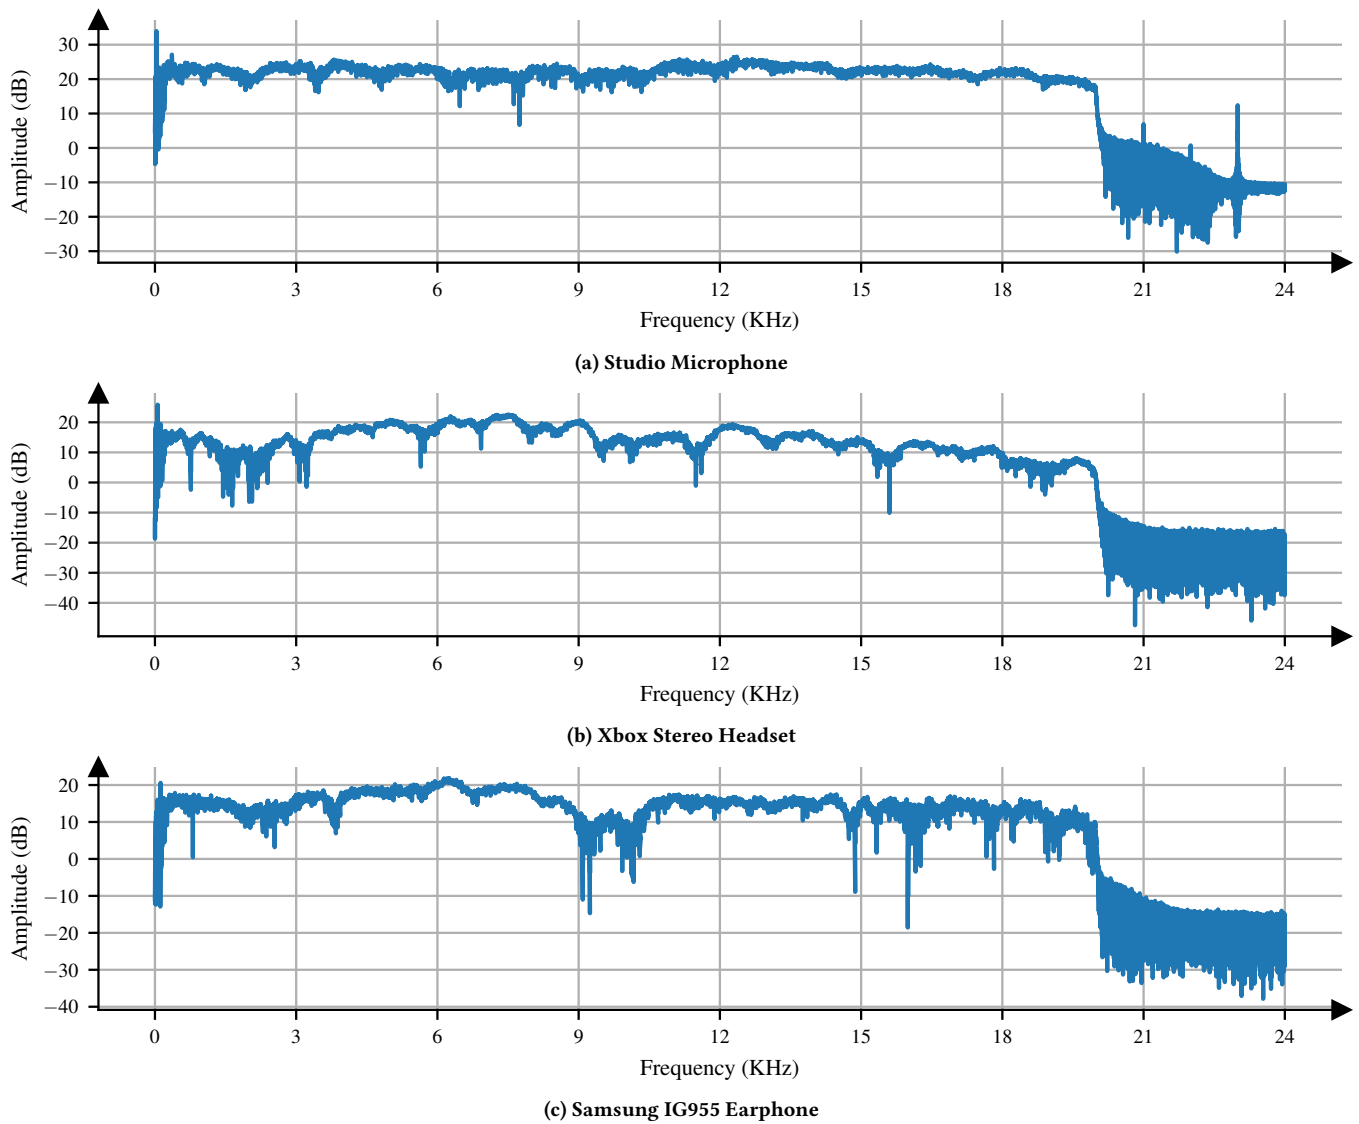 Amplitude (dB)
30
20
10
0
−10
−20
−30
0 3 6 9 12 15 18 21 24
Frequency (KHz)
(a) Studio Microphone
Amplitude (dB)
20
10
0
−10
−20
−30
−40
0 3 6 9 12 15 18 21 24
Frequency (KHz)
(b) Xbox Stereo Headset
Amplitude (dB)
20
10
0
−10
−20
−30
−40
0 3 6 9 12 15 18 21 24
Frequency (KHz)
(c) Samsung IG955 Earphone